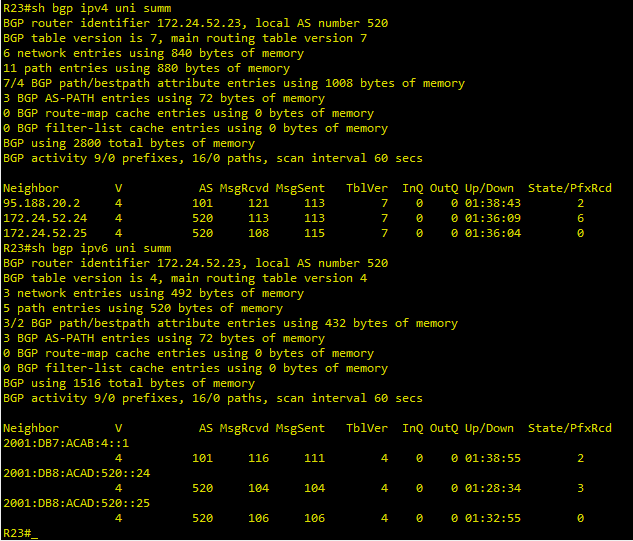 R23#sh bgp ipv4 uni summ
BGP router identifier 172.24.52.23, local AS number 520
BGP table version is 7, main routing table version 7
6 network entries using 840 bytes of memory
11 path entries using 880 bytes of memory
7/4 BGP path/bestpath attribute entries using 1008 bytes of memory
3 BGP AS-PATH entries using 72 bytes of memory
0 BGP route-map cache entries using 0 bytes of memory
0 BGP filter-list cache entries using 0 bytes of memory
BGP using 2800 total bytes of memory
BGP activity 9/0 prefixes, 16/0 paths, scan interval 60 secs
Neighbor        V           AS MsgRcvd MsgSent   TblVer  InQ OutQ Up/Down  State/PfxRcd
95.188.20.2     4          101     121     113        7    0    0 01:38:43        2
172.24.52.24    4          520     113     113        7    0    0 01:36:09        6
172.24.52.25    4          520     108     115        7    0    0 01:36:04        0
R23#sh bgp ipv6 uni summ
BGP router identifier 172.24.52.23, local AS number 520
BGP table version is 4, main routing table version 4
3 network entries using 492 bytes of memory
5 path entries using 520 bytes of memory
3/2 BGP path/bestpath attribute entries using 432 bytes of memory
3 BGP AS-PATH entries using 72 bytes of memory
0 BGP route-map cache entries using 0 bytes of memory
0 BGP filter-list cache entries using 0 bytes of memory
BGP using 1516 total bytes of memory
BGP activity 9/0 prefixes, 16/0 paths, scan interval 60 secs
Neighbor        V           AS MsgRcvd MsgSent   TblVer  InQ OutQ Up/Down  State/PfxRcd
2001:DB7:ACAB:4::1
                4          101     116     111        4    0    0 01:38:55        2
2001:DB8:ACAD:520::24
                4          520     104     104        4    0    0 01:28:34        3
2001:DB8:ACAD:520::25
                4          520     106     106        4    0    0 01:32:55        0
R23#_